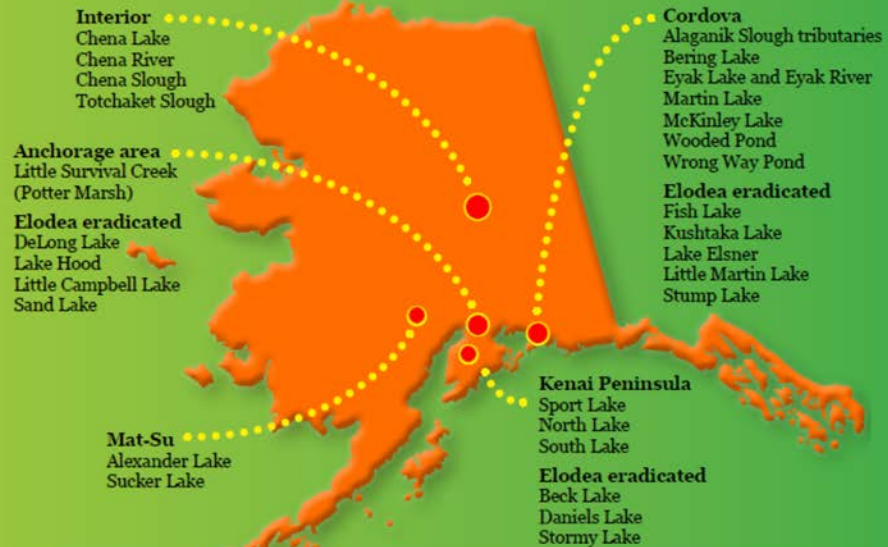 Interior
Chena Lake
Chena River
Chena Slough
Totchaket Slough
Anchorage area
Little Survival Creek
(Potter Marsh)
Elodea eradicated
DeLong Lake
Lake Hood
Little Campbell Lake
Sand Lake
Mat-Su
Alexander Lake
Sucker Lake
Cordova
Alaganik Slough tributaries
Bering Lake
Eyak Lake and Eyak River
Martin Lake
McKinley Lake
Wooded Pond
Wrong Way Pond
Elodea eradicated
Fish Lake
Kushtaka Lake
Lake Elsner
Little Martin Lake
Stump Lake
Kenai Peninsula
Sport Lake
North Lake
South Lake
Elodea eradicated
Beck Lake
Daniels Lake
Stormy Lake